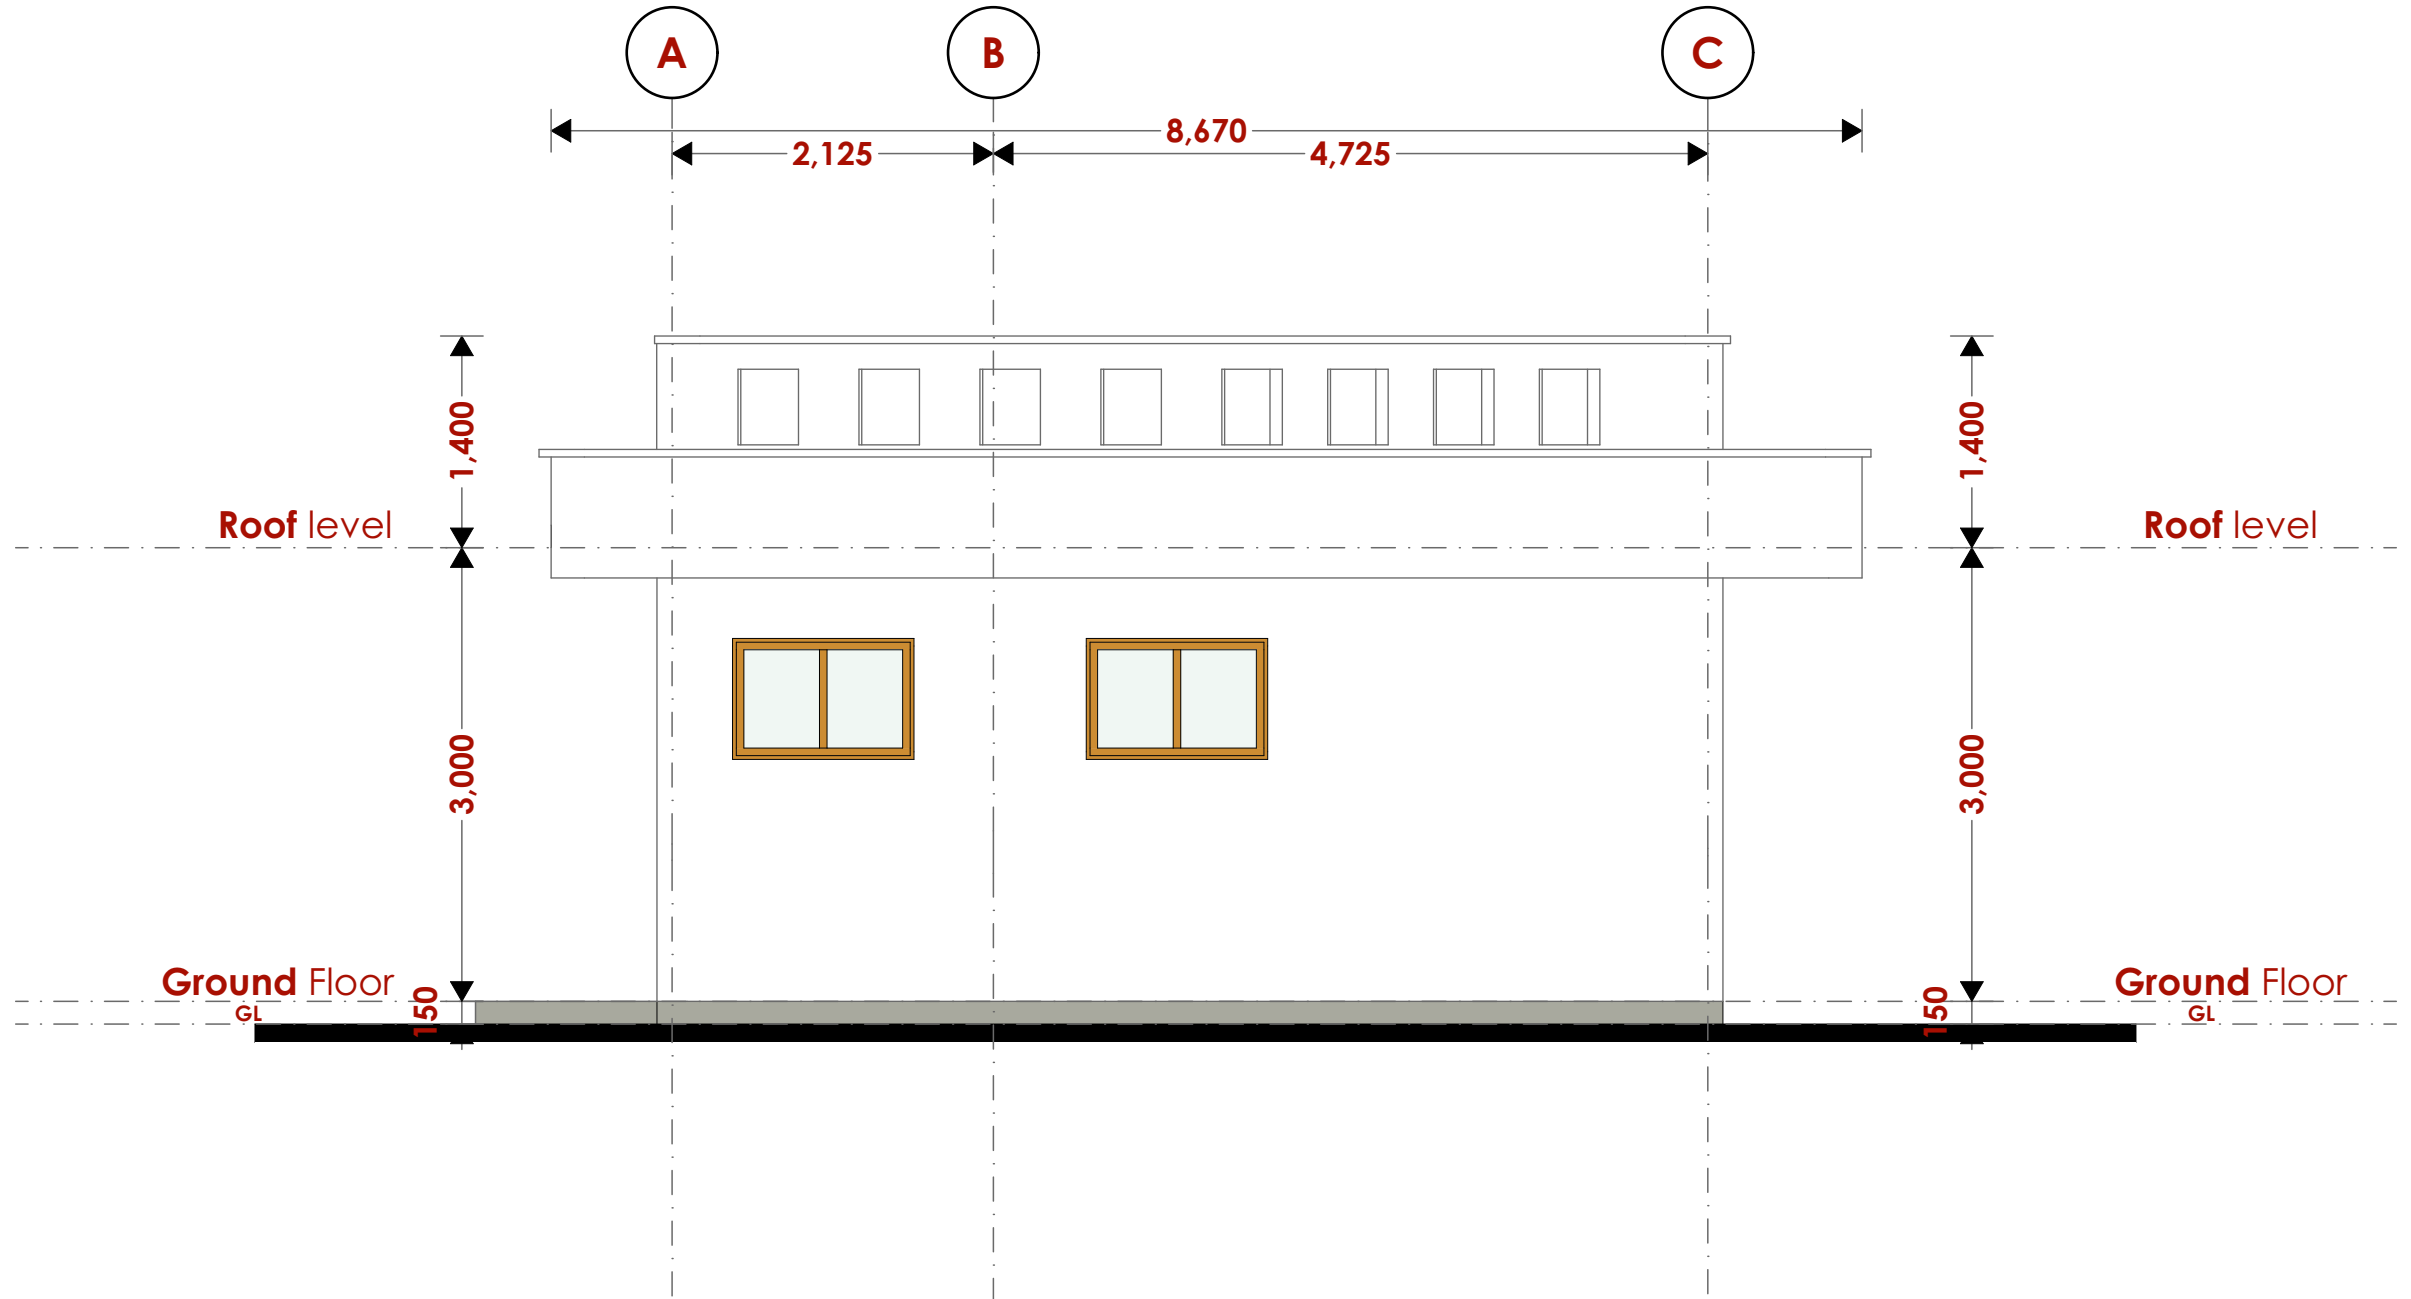 A B C
8,670
2,125 4,725
1,400 1,400
Roof level Roof level
3,000 3,000
Ground Floor Ground Floor
150 150
GL GL